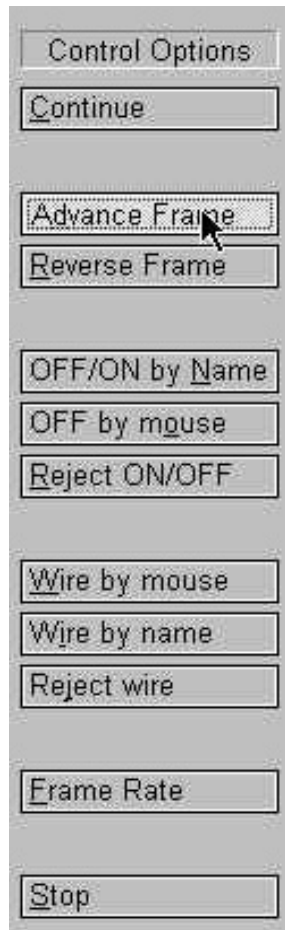 Control Options
Continue
Advance Frame
Reverse Frame
OFF/ON by Name
OFF by mouse
Reject ON/OFF
Wire by mouse
Wire by name
Reject wire
Frame Rate
Stop